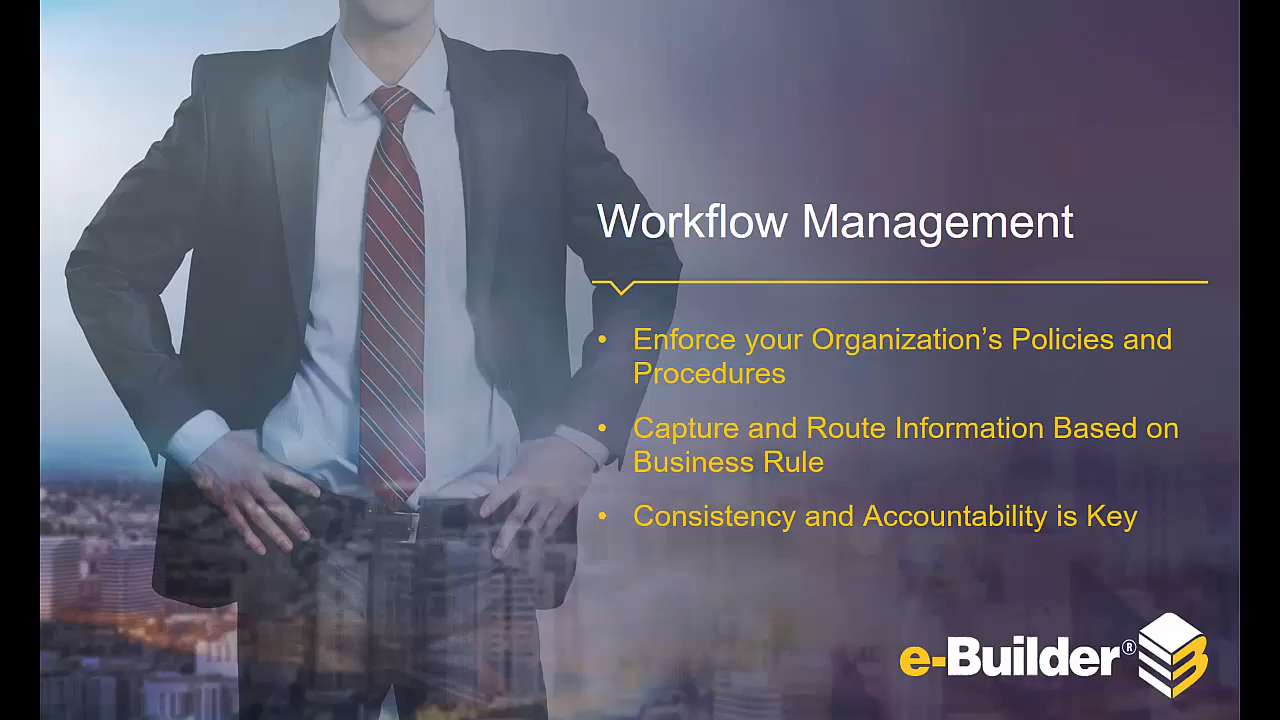 Workflow Management
• Enforce your Organization’s Policies and
Procedures
• Capture and Route Information Based on
Business Rule
• Consistency and Accountability is Key
e-Builder®